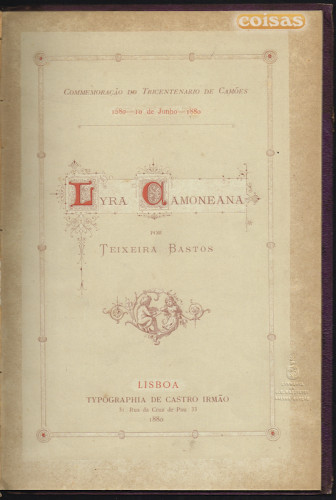 coisas
COMMEMORAÇÃO DO TRICENTENARIO DE CAMÕES
1580—10 de Junho—1880
LYRA CAMONEANA
POR
TEIXEIRA BASTOS
LISBOA
TYPOGRAPHIA DE CASTRO IRMÃO
31, Rua da Cruz de Pau, 31
1880